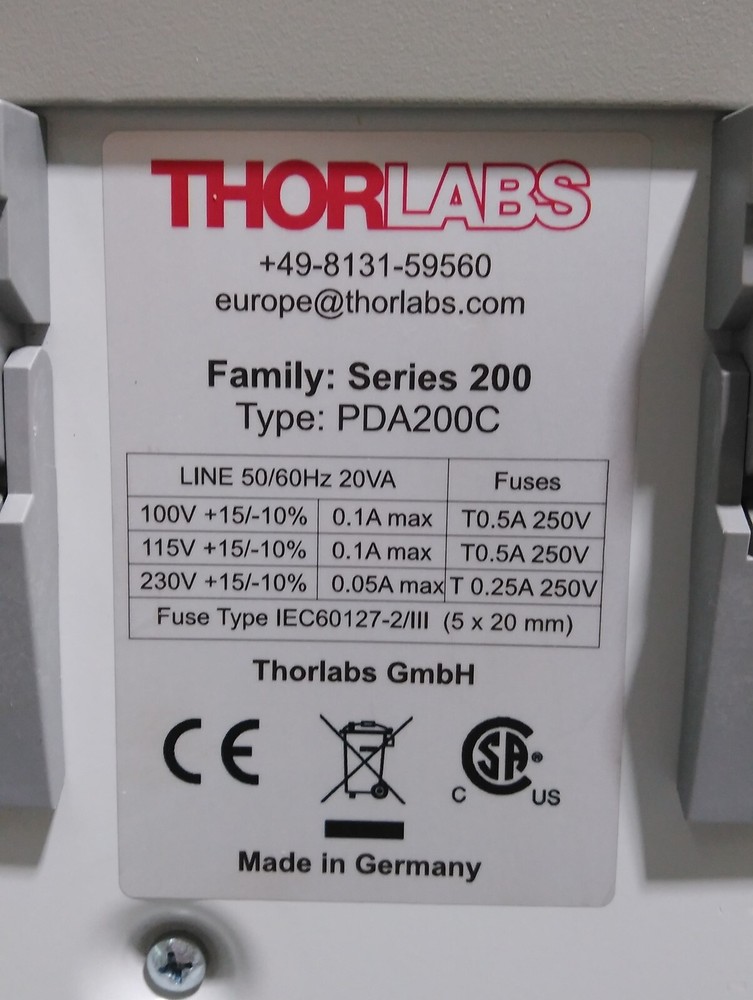 THORLABS
+49-8131-59560
europe@thorlabs.com
Family: Series 200
Type: PDA200C
LINE 50/60Hz 20VA Fuses
100V +15/-10% 0.1A max T0.5A 250V
115V +15/-10% 0.1A max T0.5A 250V
230V +15/-10% 0.05A max T 0.25A 250V
Fuse Type IEC60127-2/III (5 x 20 mm)
Thorlabs GmbH
CE
C SA ® US
Made in Germany